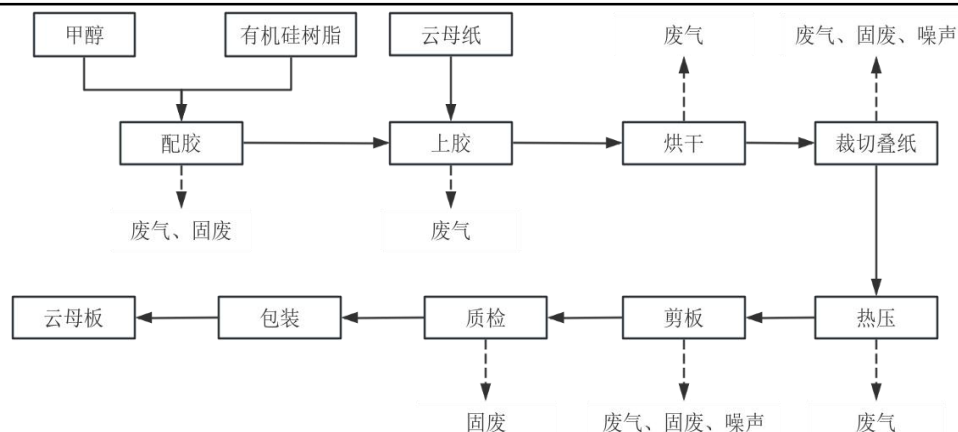 甲醇
有机硅树脂
云母纸
废气
废气、固废、噪声
配胶
上胶
烘干
裁切叠纸
废气、固废
废气
云母板
包装
质检
剪板
热压
固废
废气、固废、噪声
废气